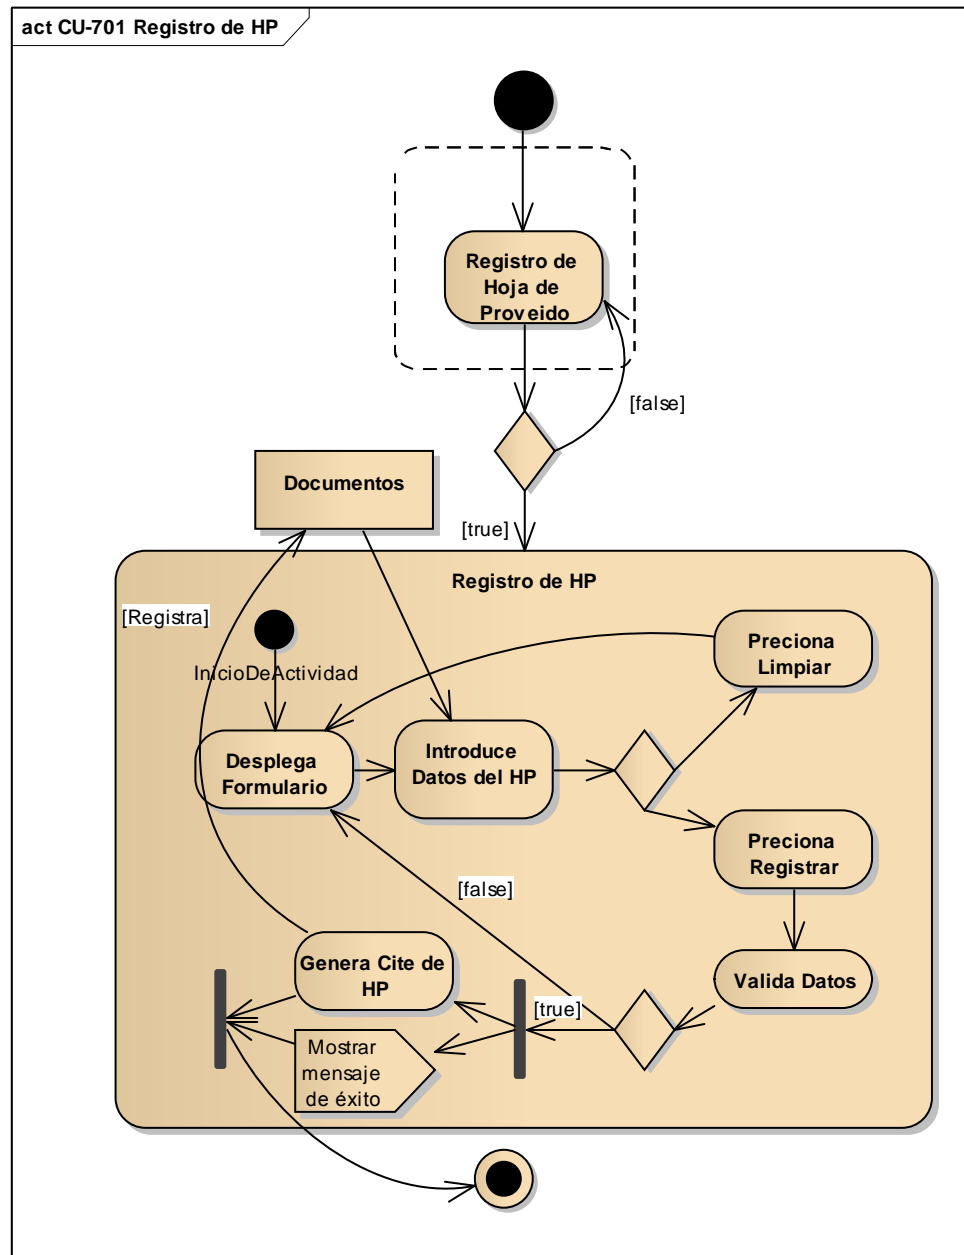 act CU-701 Registro de HP
Registro de
Hoja de
Proveido
[false]
Documentos
[true]
Registro de HP
[Registra]
InicioDeActividad
Preciona
Limpiar
Desplega
Formulario
Introduce
Datos del HP
Preciona
Registrar
[false]
Genera Cite de
HP
Valida Datos
[true]
Mostrar
mensaje
de éxito